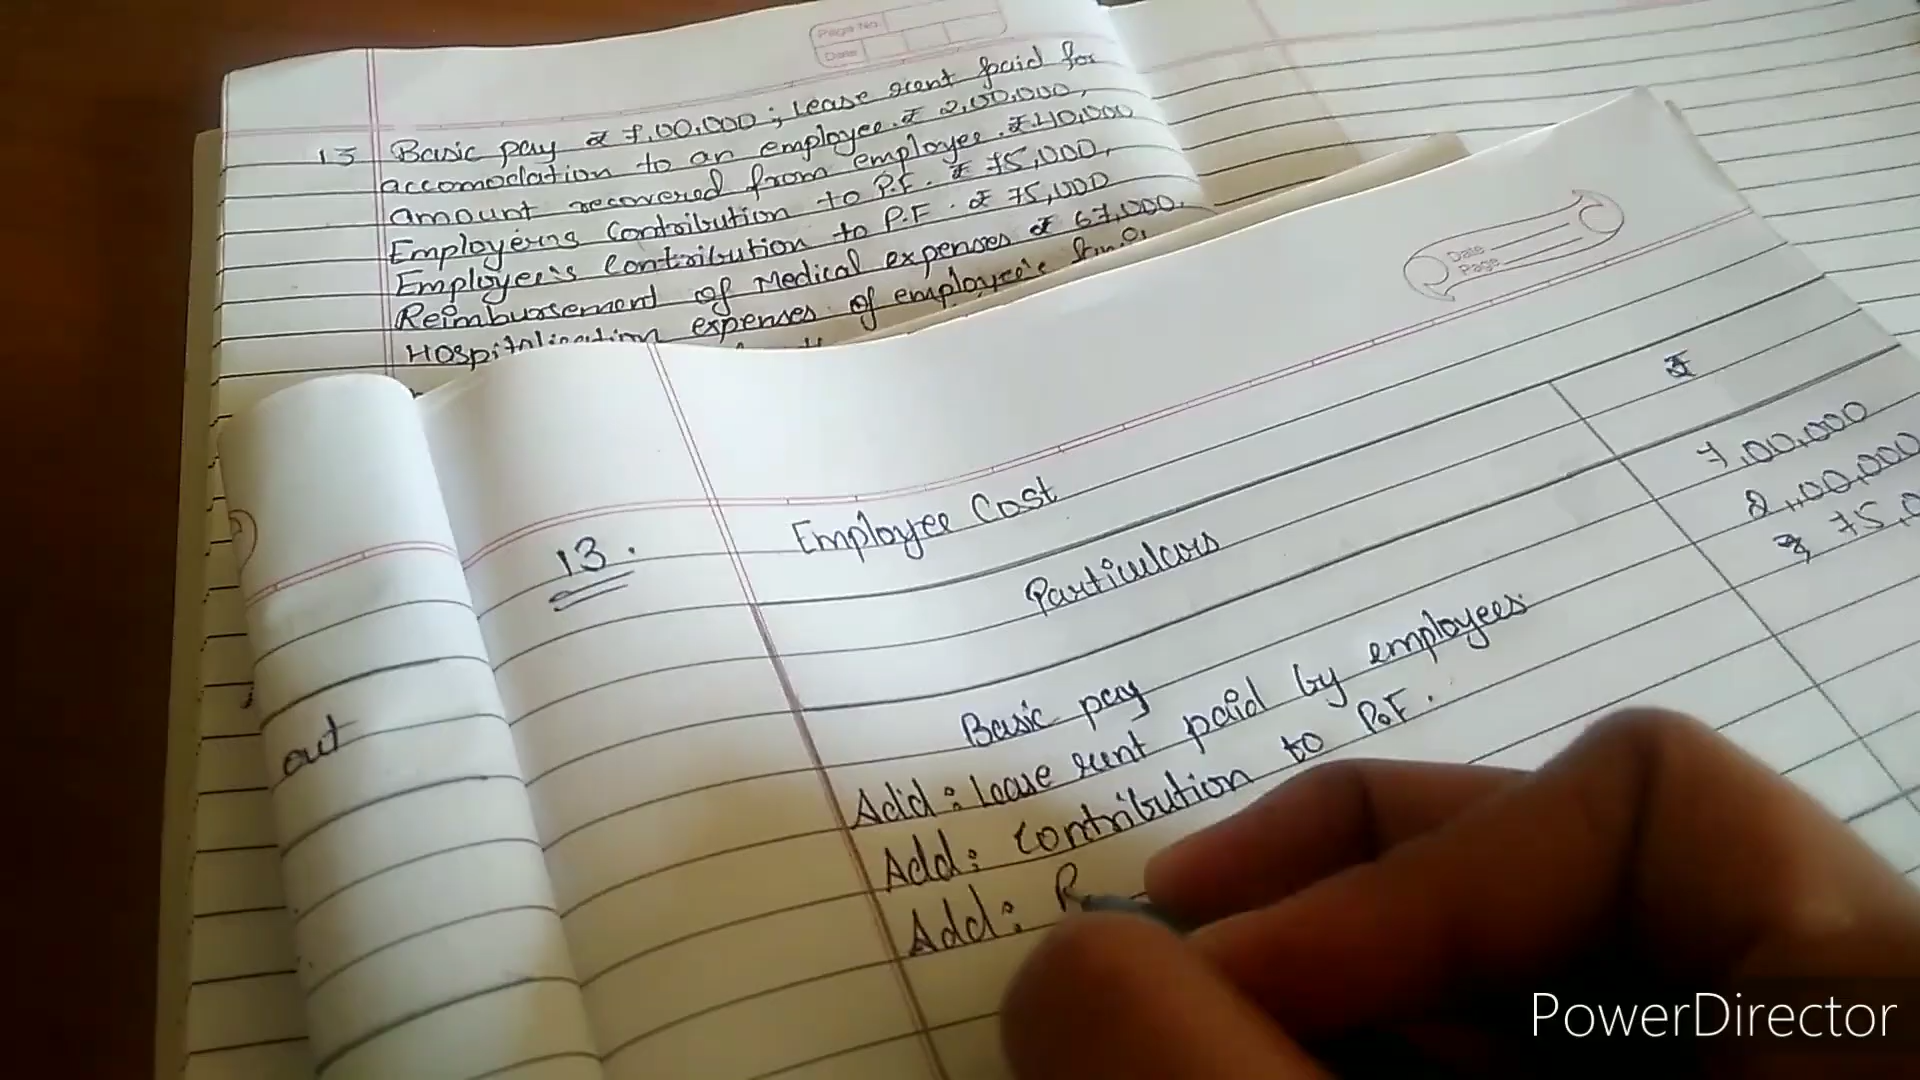 Page No.
Date
13 Basic pay ₹ 7,00,000 ; Lease rent paid for
accomodation to an employee. ₹ 2,00,000,
amount recovered from employee. ₹ 40,000
Employer's Contribution to P.F. ₹ 75,000,
Employee's Contribution to P.F. ₹ 75,000
Reimbursement of Medical expenses ₹ 67,000.
Hospitalisation expenses of employee's
Date
Page
₹
13. Employee Cost
Particulars
Basic pay 7,00,000
Add: Lease rent paid by employees 2,00,000
Add: Contribution to P.F. 75,0
Add: R
out
PowerDirector